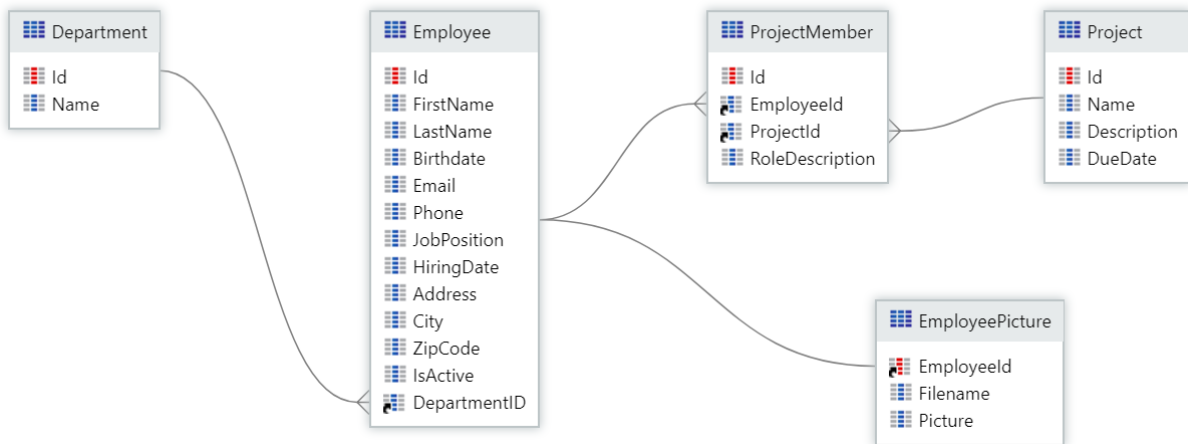 Department
Id
Name
Employee
Id
FirstName
LastName
Birthdate
Email
Phone
JobPosition
HiringDate
Address
City
ZipCode
IsActive
DepartmentID
ProjectMember
Id
EmployeeId
ProjectId
RoleDescription
Project
Id
Name
Description
DueDate
EmployeePicture
EmployeeId
Filename
Picture